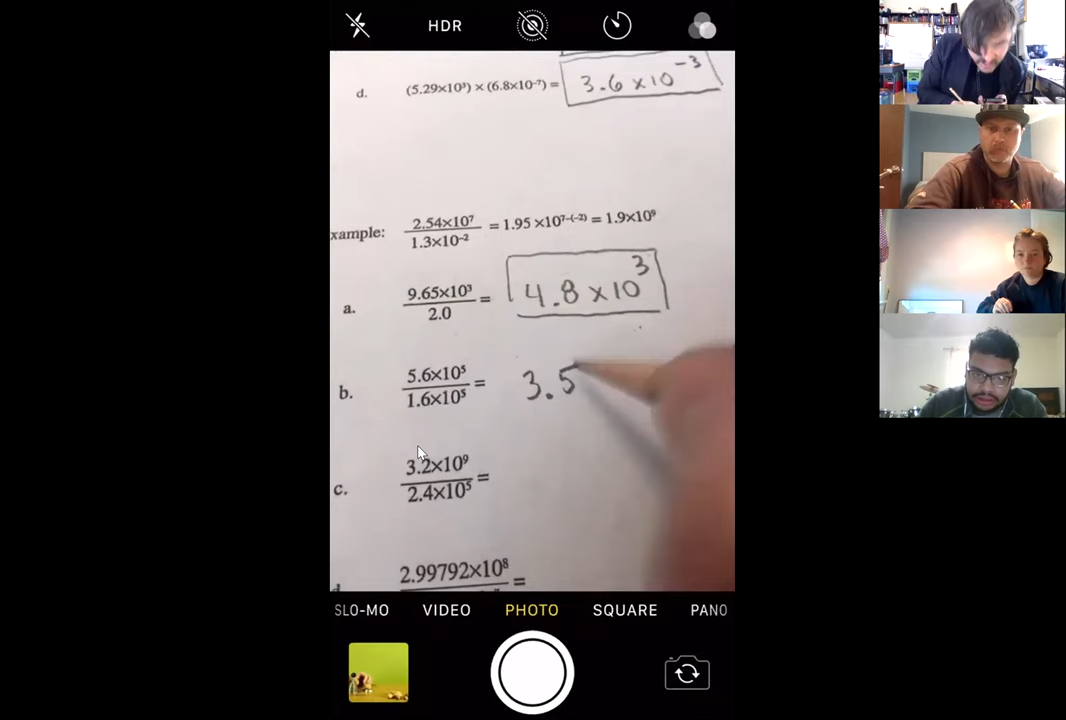 HDR
d. (5.29×10³) × (6.8×10⁻⁷) = 3.6 × 10⁻³
xample: 2.54×10⁷ / 1.3×10⁻² = 1.95 ×10⁷⁻⁽⁻²⁾ = 1.9×10⁹
a. 9.65×10³ / 2.0 = 4.8 × 10³
b. 5.6×10⁵ / 1.6×10⁵ = 3.5
c. 3.2×10⁹ / 2.4×10⁵ =
2.99792×10⁸ =
SLO-MO VIDEO PHOTO SQUARE PANO